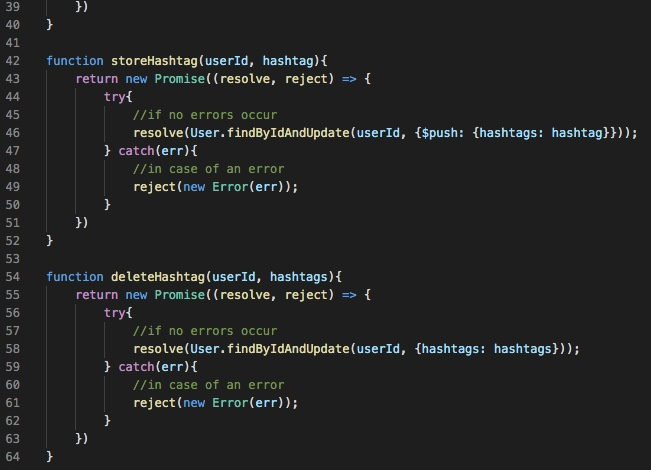 39 })
40 }
41
42 function storeHashtag(userId, hashtag){
43 return new Promise((resolve, reject) => {
44 try{
45 //if no errors occur
46 resolve(User.findByIdAndUpdate(userId, {$push: {hashtags: hashtag}}));
47 } catch(err){
48 //in case of an error
49 reject(new Error(err));
50 }
51 })
52 }
53
54 function deleteHashtag(userId, hashtags){
55 return new Promise((resolve, reject) => {
56 try{
57 //if no errors occur
58 resolve(User.findByIdAndUpdate(userId, {hashtags: hashtags}));
59 } catch(err){
60 //in case of an error
61 reject(new Error(err));
62 }
63 })
64 }